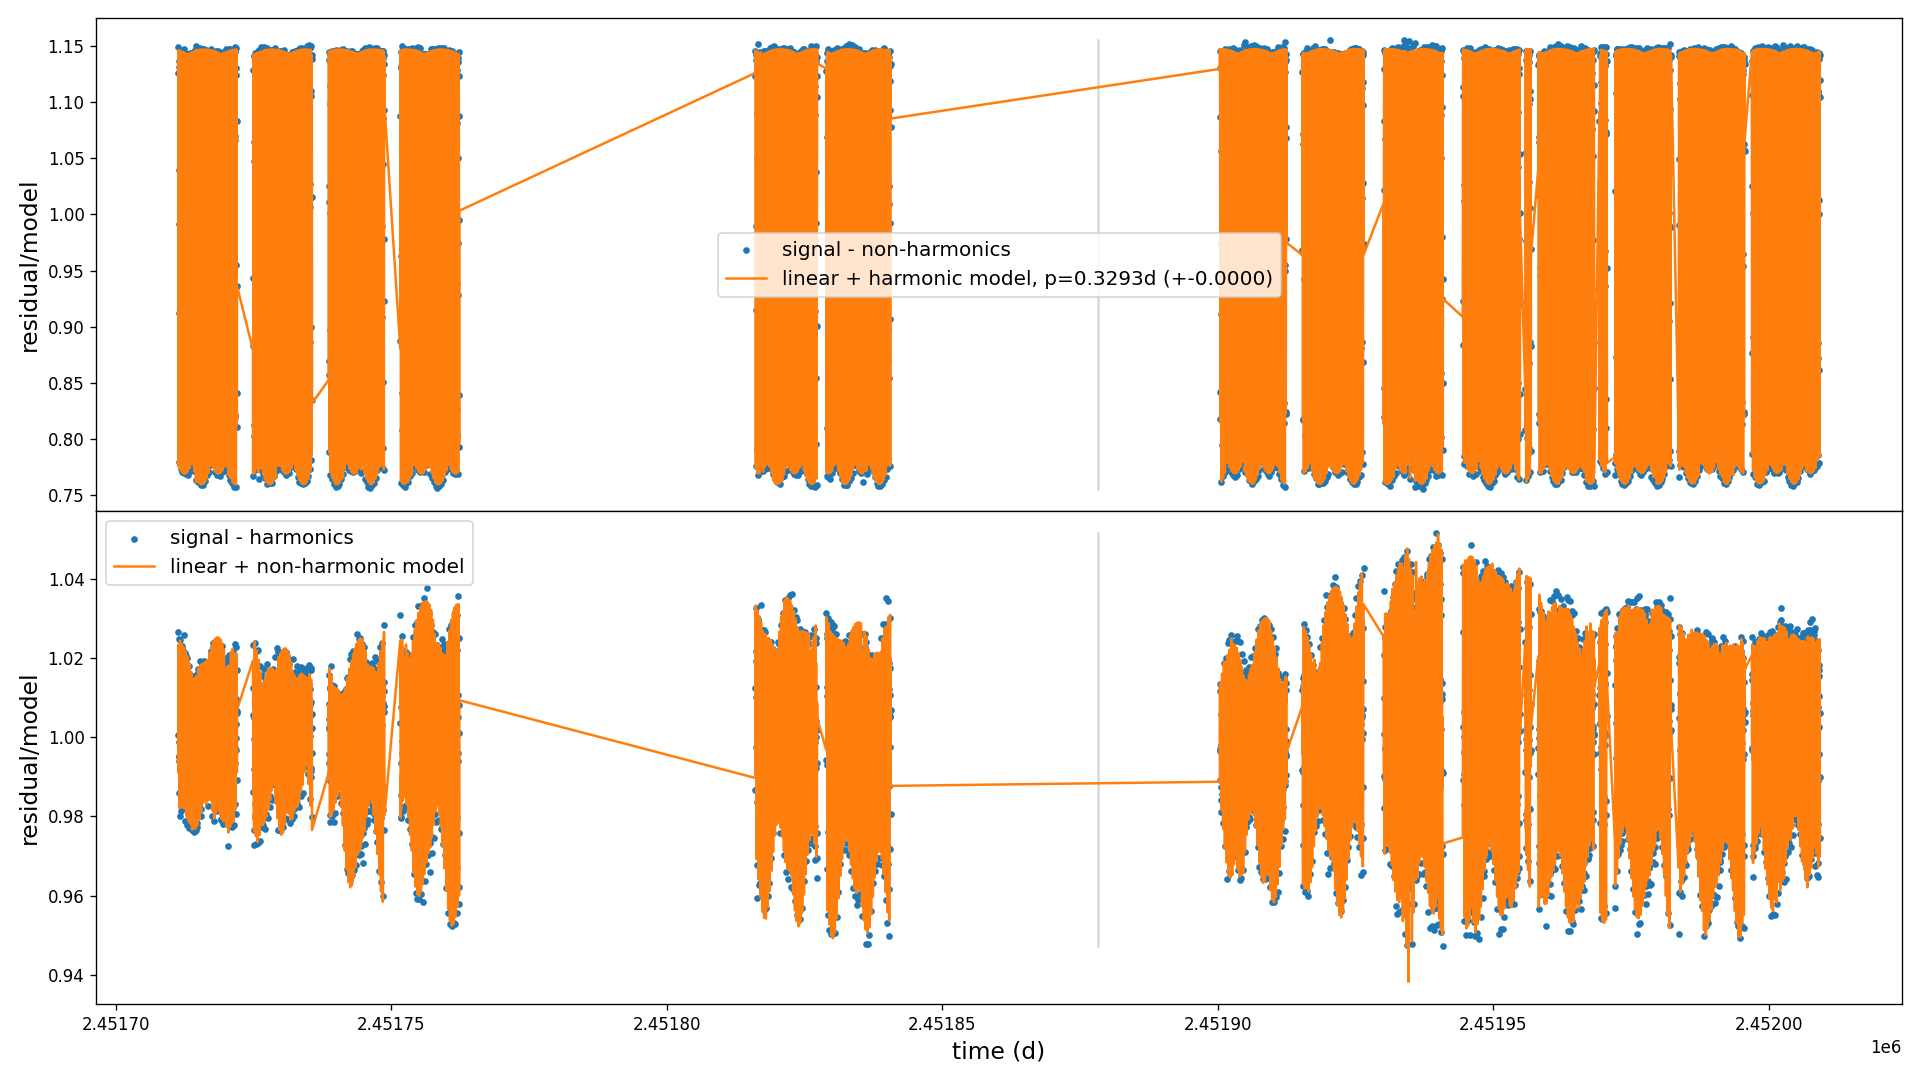 1.15
1.10
1.05
1.00
0.95
0.90
0.85
0.80
0.75
residual/model
signal - non-harmonics
linear + harmonic model, p=0.3293d (+-0.0000)
signal - harmonics
linear + non-harmonic model
1.04
1.02
1.00
0.98
0.96
0.94
residual/model
2.45170
2.45175
2.45180
2.45185
2.45190
2.45195
2.45200
time (d)
1e6